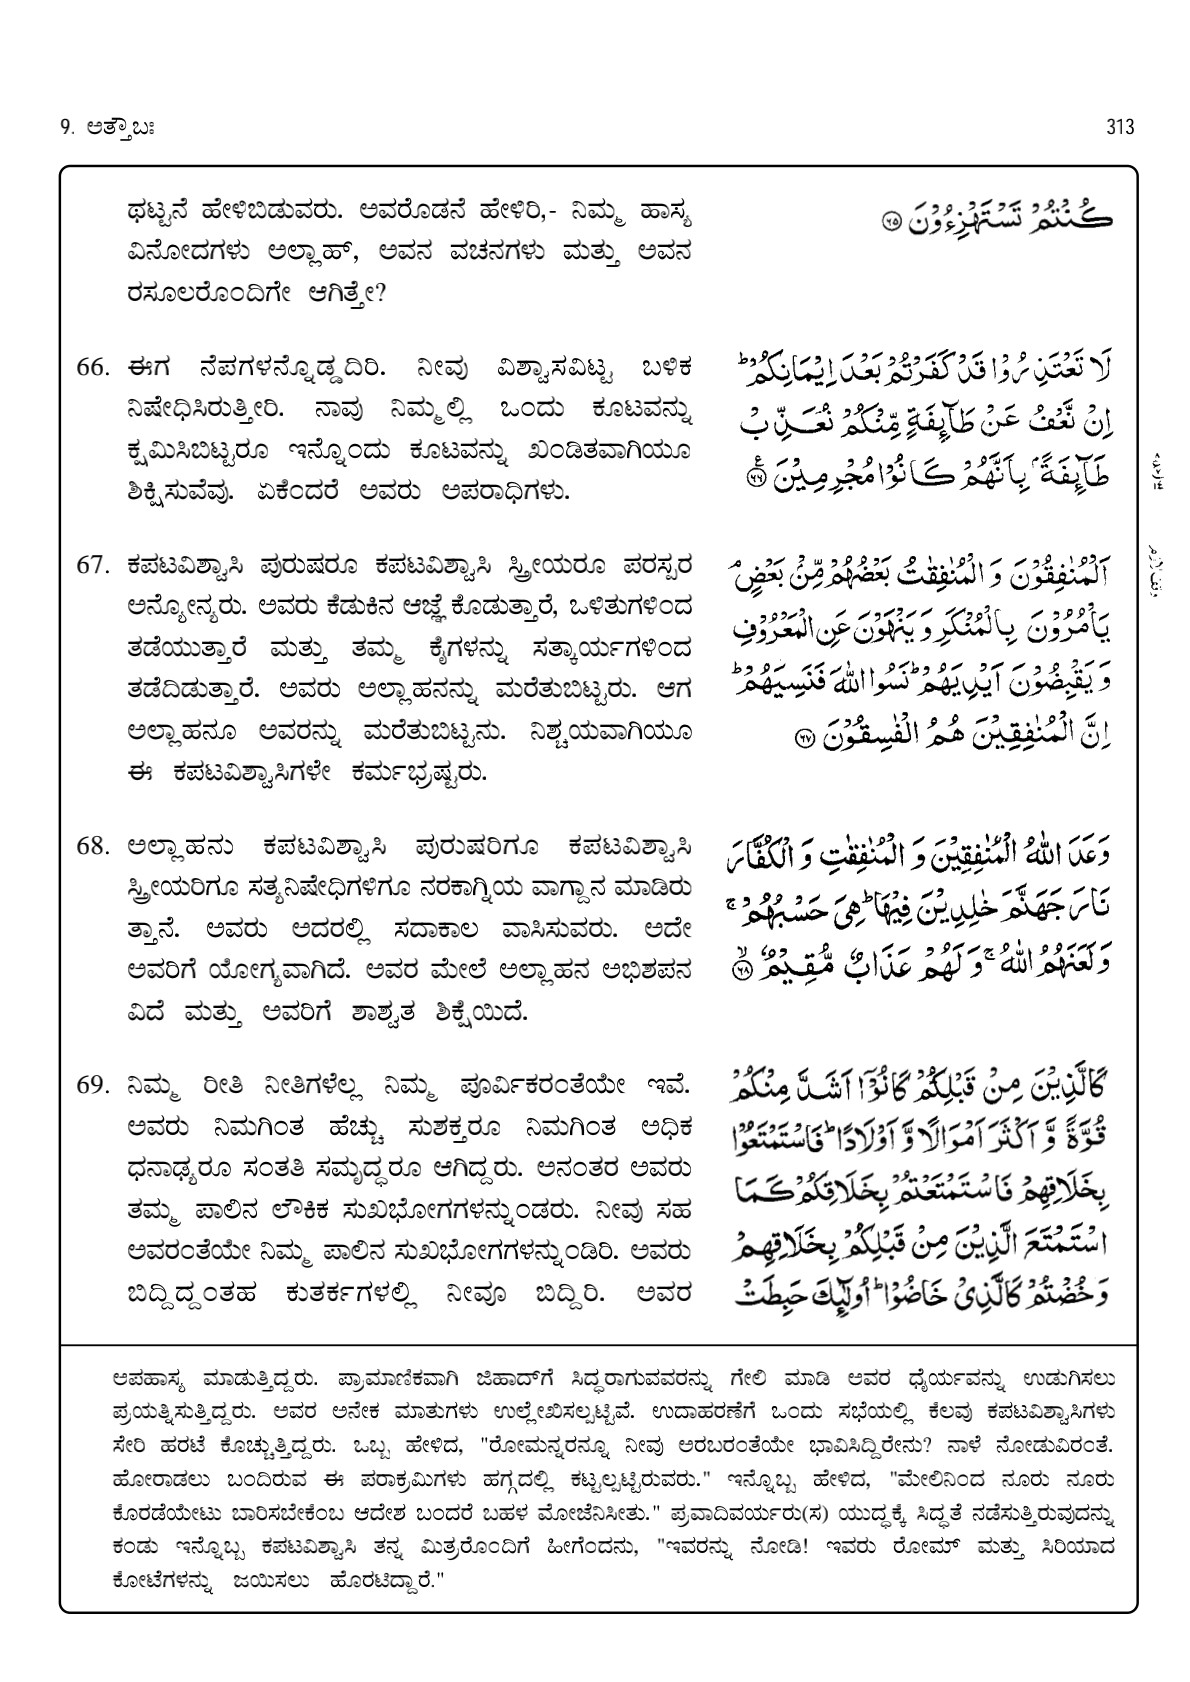 9. ಅತ್ತೌಬಃ
313
ಥಟ್ಟನೆ ಹೇಳಿಬಿಡುವರು. ಅವರೊಡನೆ ಹೇಳಿರಿ,- ನಿಮ್ಮ ಹಾಸ್ಯ
ವಿನೋದಗಳು ಅಲ್ಲಾಹ್, ಅವನ ವಚನಗಳು ಮತ್ತು ಅವನ
ರಸೂಲರೊಂದಿಗೇ ಆಗಿತ್ತೇ?
كُنْتُمْ تَسْتَهْزِءُوْنَ ﴿۶۵﴾
66. ಈಗ ನೆಪಗಳನ್ನೊಡ್ಡದಿರಿ. ನೀವು ವಿಶ್ವಾಸವಿಟ್ಟ ಬಳಿಕ
ನಿಷೇಧಿಸಿರುತ್ತೀರಿ. ನಾವು ನಿಮ್ಮಲ್ಲಿ ಒಂದು ಕೂಟವನ್ನು
ಕ್ಷಮಿಸಿಬಿಟ್ಟರೂ ಇನ್ನೊಂದು ಕೂಟವನ್ನು ಖಂಡಿತವಾಗಿಯೂ
ಶಿಕ್ಷಿಸುವೆವು. ಏಕೆಂದರೆ ಅವರು ಅಪರಾಧಿಗಳು.
لَا تَعْتَذِرُوْا قَدْ كَفَرْتُمْ بَعْدَ اِيْمَانِكُمْ ؕ
اِنْ نَّعْفُ عَنْ طَآىِٕفَةٍ مِّنْكُمْ نُعَذِّبْ
طَآىِٕفَةًۢ بِاَنَّهُمْ كَانُوْا مُجْرِمِيْنَ ﴿۶۶﴾
67. ಕಪಟವಿಶ್ವಾಸಿ ಪುರುಷರೂ ಕಪಟವಿಶ್ವಾಸಿ ಸ್ತ್ರೀಯರೂ ಪರಸ್ಪರ
ಅನ್ಯೋನ್ಯರು. ಅವರು ಕೆಡುಕಿನ ಆಜ್ಞೆ ಕೊಡುತ್ತಾರೆ, ಒಳಿತುಗಳಿಂದ
ತಡೆಯುತ್ತಾರೆ ಮತ್ತು ತಮ್ಮ ಕೈಗಳನ್ನು ಸತ್ಕಾರ್ಯಗಳಿಂದ
ತಡೆದಿಡುತ್ತಾರೆ. ಅವರು ಅಲ್ಲಾಹನನ್ನು ಮರೆತುಬಿಟ್ಟರು. ಆಗ
ಅಲ್ಲಾಹನೂ ಅವರನ್ನು ಮರೆತುಬಿಟ್ಟನು. ನಿಶ್ಚಯವಾಗಿಯೂ
ಈ ಕಪಟವಿಶ್ವಾಸಿಗಳೇ ಕರ್ಮಭ್ರಷ್ಟರು.
اَلْمُنٰفِقُوْنَ وَ الْمُنٰفِقٰتُ بَعْضُهُمْ مِّنْۢ بَعْضٍ ۘ
يَاْمُرُوْنَ بِالْمُنْكَرِ وَ يَنْهَوْنَ عَنِ الْمَعْرُوْفِ
وَ يَقْبِضُوْنَ اَيْدِيَهُمْ ؕ نَسُوا اللّٰهَ فَنَسِيَهُمْ ؕ
اِنَّ الْمُنٰفِقِيْنَ هُمُ الْفٰسِقُوْنَ ﴿۶۷﴾
68. ಅಲ್ಲಾಹನು ಕಪಟವಿಶ್ವಾಸಿ ಪುರುಷರಿಗೂ ಕಪಟವಿಶ್ವಾಸಿ
ಸ್ತ್ರೀಯರಿಗೂ ಸತ್ಯನಿಷೇಧಿಗಳಿಗೂ ನರಕಾಗ್ನಿಯ ವಾಗ್ದಾನ ಮಾಡಿರು
ತ್ತಾನೆ. ಅವರು ಅದರಲ್ಲಿ ಸದಾಕಾಲ ವಾಸಿಸುವರು. ಅದೇ
ಅವರಿಗೆ ಯೋಗ್ಯವಾಗಿದೆ. ಅವರ ಮೇಲೆ ಅಲ್ಲಾಹನ ಅಭಿಶಪನ
ವಿದೆ ಮತ್ತು ಅವರಿಗೆ ಶಾಶ್ವತ ಶಿಕ್ಷೆಯಿದೆ.
وَعَدَ اللّٰهُ الْمُنٰفِقِيْنَ وَ الْمُنٰفِقٰتِ وَ الْكُفَّارَ
نَارَ جَهَنَّمَ خٰلِدِيْنَ فِيْهَا ؕ هِىَ حَسْبُهُمْ ۚ
وَ لَعَنَهُمُ اللّٰهُ ۚ وَ لَهُمْ عَذَابٌ مُّقِيْمٌ ﴿۶۸﴾
69. ನಿಮ್ಮ ರೀತಿ ನೀತಿಗಳೆಲ್ಲ ನಿಮ್ಮ ಪೂರ್ವಿಕರಂತೆಯೇ ಇವೆ.
ಅವರು ನಿಮಗಿಂತ ಹೆಚ್ಚು ಸುಶಕ್ತರೂ ನಿಮಗಿಂತ ಅಧಿಕ
ಧನಾಢ್ಯರೂ ಸಂತತಿ ಸಮೃದ್ಧರೂ ಆಗಿದ್ದರು. ಅನಂತರ ಅವರು
ತಮ್ಮ ಪಾಲಿನ ಲೌಕಿಕ ಸುಖಭೋಗಗಳನ್ನುಂಡರು. ನೀವು ಸಹ
ಅವರಂತೆಯೇ ನಿಮ್ಮ ಪಾಲಿನ ಸುಖಭೋಗಗಳನ್ನುಂಡಿರಿ. ಅವರು
ಬಿದ್ದಿದ್ದಂತಹ ಕುತರ್ಕಗಳಲ್ಲಿ ನೀವೂ ಬಿದ್ದಿರಿ. ಅವರ
كَالَّذِيْنَ مِنْ قَبْلِكُمْ كَانُوْۤا اَشَدَّ مِنْكُمْ
قُوَّةً وَّ اَكْثَرَ اَمْوَالًا وَّ اَوْلَادًا ؕ فَاسْتَمْتَعُوْا
بِخَلَاقِهِمْ فَاسْتَمْتَعْتُمْ بِخَلَاقِكُمْ كَمَا
اسْتَمْتَعَ الَّذِيْنَ مِنْ قَبْلِكُمْ بِخَلَاقِهِمْ
وَ خُضْتُمْ كَالَّذِىْ خَاضُوْا ؕ اُولٰٓىِٕكَ حَبِطَتْ
ಅಪಹಾಸ್ಯ ಮಾಡುತ್ತಿದ್ದರು. ಪ್ರಾಮಾಣಿಕವಾಗಿ ಜಿಹಾದ್‌ಗೆ ಸಿದ್ಧರಾಗುವವರನ್ನು ಗೇಲಿ ಮಾಡಿ ಅವರ ಧೈರ್ಯವನ್ನು ಉಡುಗಿಸಲು
ಪ್ರಯತ್ನಿಸುತ್ತಿದ್ದರು. ಅವರ ಅನೇಕ ಮಾತುಗಳು ಉಲ್ಲೇಖಿಸಲ್ಪಟ್ಟಿವೆ. ಉದಾಹರಣೆಗೆ ಒಂದು ಸಭೆಯಲ್ಲಿ ಕೆಲವು ಕಪಟವಿಶ್ವಾಸಿಗಳು
ಸೇರಿ ಹರಟೆ ಕೊಚ್ಚುತ್ತಿದ್ದರು. ಒಬ್ಬ ಹೇಳಿದ, "ರೋಮನ್ನರನ್ನೂ ನೀವು ಅರಬರಂತೆಯೇ ಭಾವಿಸಿದ್ದಿರೇನು? ನಾಳೆ ನೋಡುವಿರಂತೆ.
ಹೋರಾಡಲು ಬಂದಿರುವ ಈ ಪರಾಕ್ರಮಿಗಳು ಹಗ್ಗದಲ್ಲಿ ಕಟ್ಟಲ್ಪಟ್ಟಿರುವರು." ಇನ್ನೊಬ್ಬ ಹೇಳಿದ, "ಮೇಲಿನಿಂದ ನೂರು ನೂರು
ಕೊರಡೆಯೇಟು ಬಾರಿಸಬೇಕೆಂಬ ಆದೇಶ ಬಂದರೆ ಬಹಳ ಮೋಜೆನಿಸೀತು." ಪ್ರವಾದಿವರ್ಯರು(ಸ) ಯುದ್ಧಕ್ಕೆ ಸಿದ್ಧತೆ ನಡೆಸುತ್ತಿರುವುದನ್ನು
ಕಂಡು ಇನ್ನೊಬ್ಬ ಕಪಟವಿಶ್ವಾಸಿ ತನ್ನ ಮಿತ್ರರೊಂದಿಗೆ ಹೀಗೆಂದನು, "ಇವರನ್ನು ನೋಡಿ! ಇವರು ರೋಮ್ ಮತ್ತು ಸಿರಿಯಾದ
ಕೋಟೆಗಳನ್ನು ಜಯಿಸಲು ಹೊರಟಿದ್ದಾರೆ."